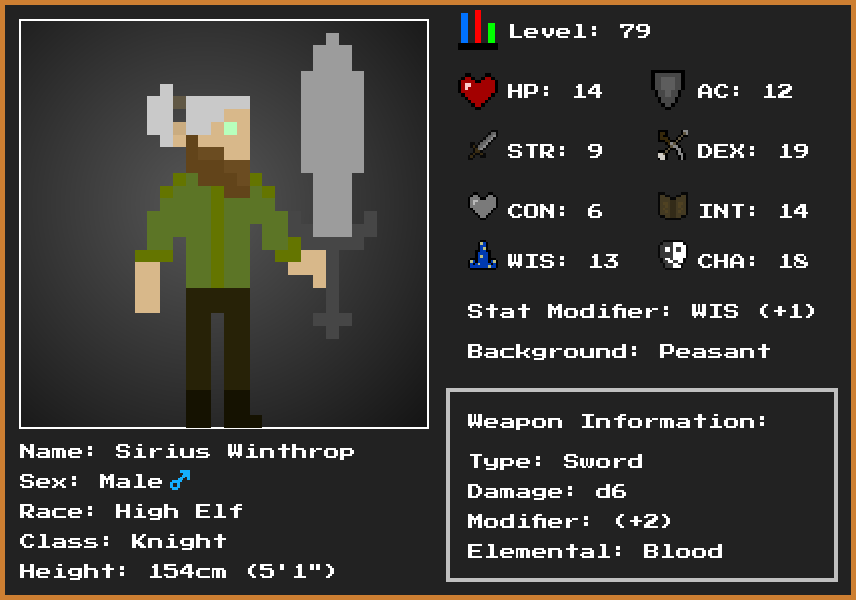 Level: 79
HP: 14
AC: 12
STR: 9
DEX: 19
CON: 6
INT: 14
WIS: 13
CHA: 18
Stat Modifier: WIS (+1)
Background: Peasant
Weapon Information:
Type: Sword
Damage: d6
Modifier: (+2)
Elemental: Blood
Name: Sirius Winthrop
Sex: Male♂
Race: High Elf
Class: Knight
Height: 154cm (5'1")